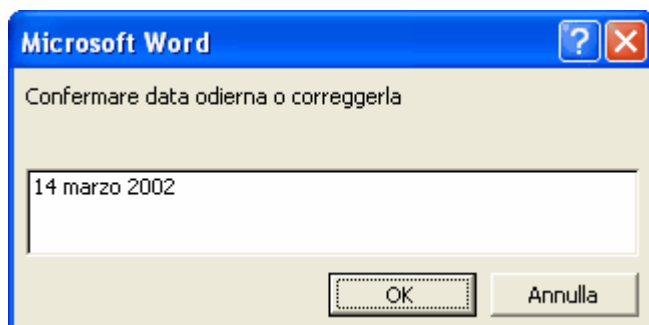 Microsoft Word
?
Confermare data odierna o correggerla
14 marzo 2002
OK Annulla